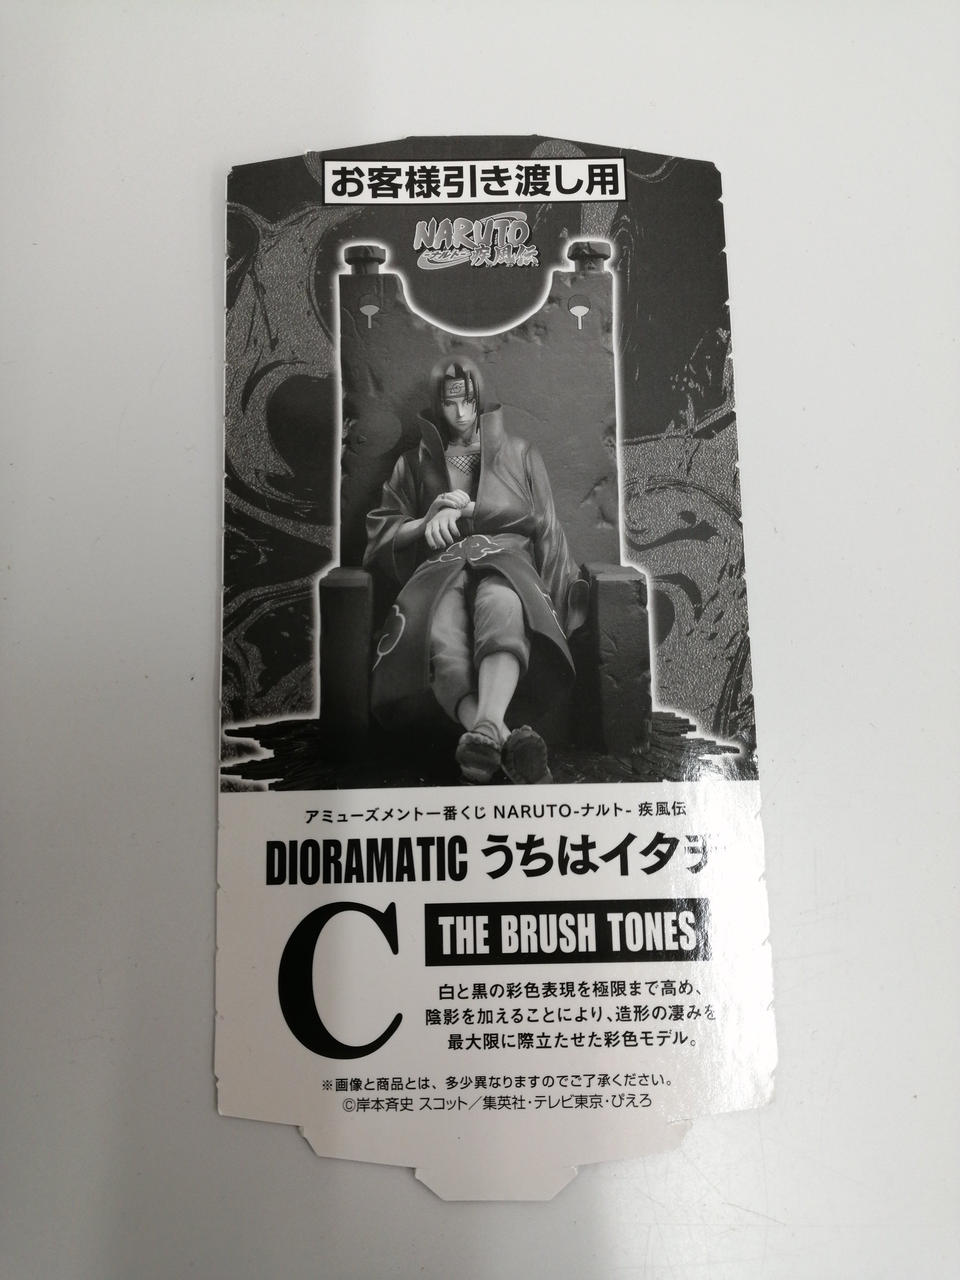 お客様引き渡し用
NARUTO
-ナルト- 疾風伝
アミューズメント一番くじ NARUTO-ナルト- 疾風伝
DIORAMATIC うちはイタチ
C
THE BRUSH TONES
白と黒の彩色表現を極限まで高め、
陰影を加えることにより、造形の凄みを
最大限に際立たせた彩色モデル。
※画像と商品とは、多少異なりますのでご了承ください。
©岸本斉史 スコット／集英社・テレビ東京・ぴえろ